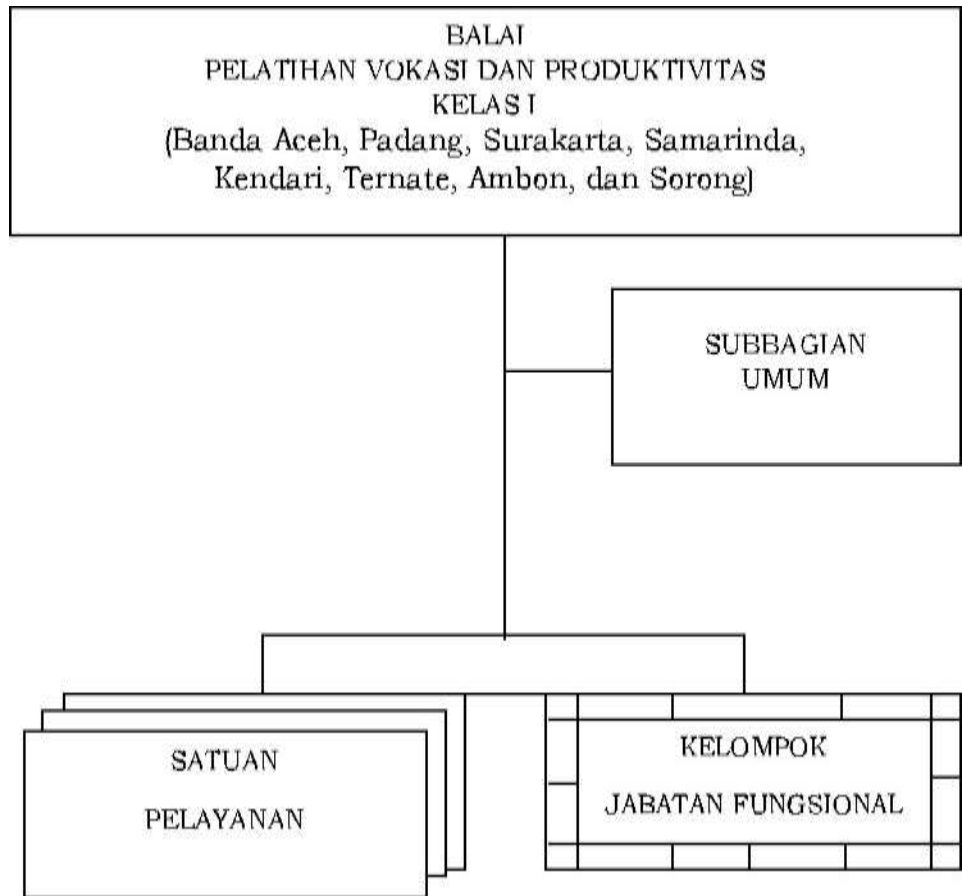 BALAI
PELATIHAN VOKASI DAN PRODUKTIVITAS
KELAS I
(Banda Aceh, Padang, Surakarta, Samarinda,
Kendari, Ternate, Ambon, dan Sorong)
SUBBAGIAN
UMUM
SATUAN
PELAYANAN
KELOMPOK
JABATAN FUNGSIONAL